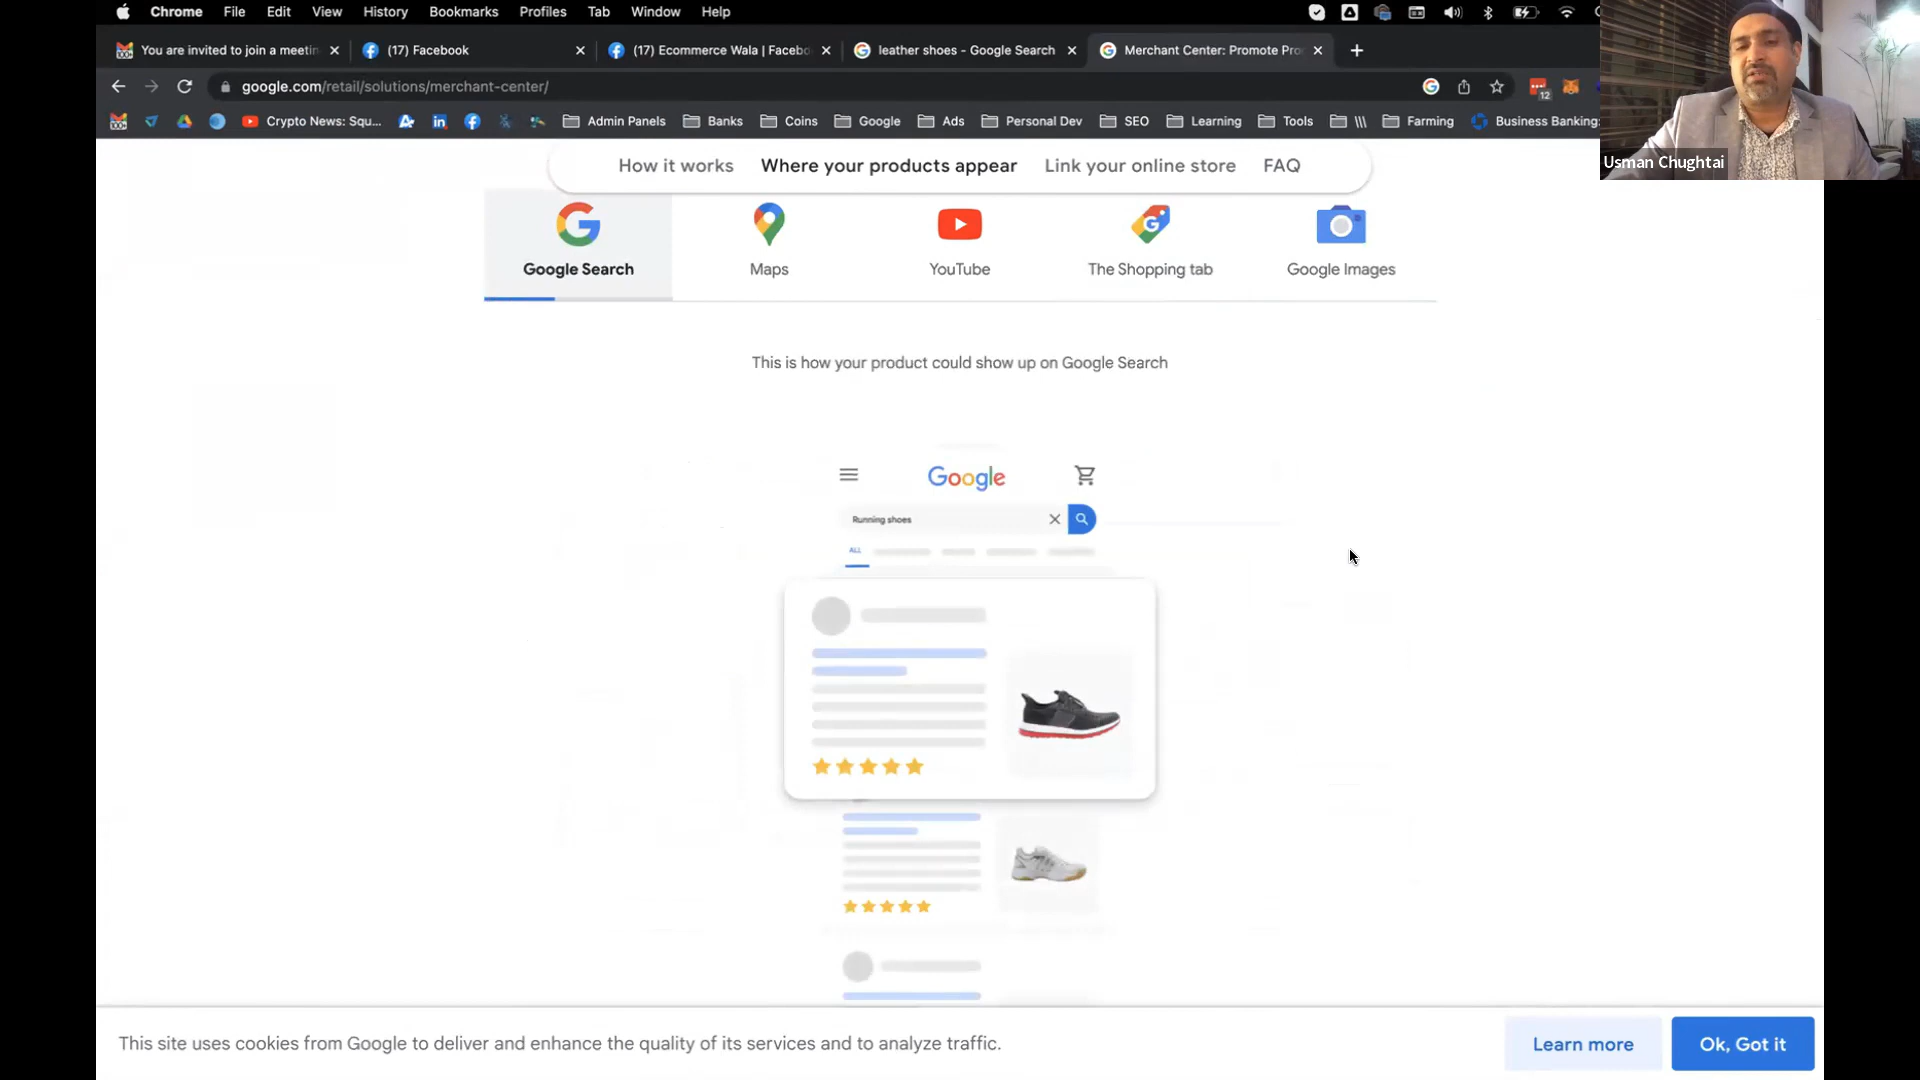 Chrome File Edit View History Bookmarks Profiles Tab Window Help
You are invited to join a meetin
(17) Facebook
(17) Ecommerce Wala | Facebo
leather shoes - Google Search
Merchant Center: Promote Pro
google.com/retail/solutions/merchant-center/
12
Crypto News: Squ...
Admin Panels
Banks
Coins
Google
Ads
Personal Dev
SEO
Learning
Tools
\\\
Farming
Business Banking:
Usman Chughtai
How it works
Where your products appear
Link your online store
FAQ
Google Search
Maps
YouTube
The Shopping tab
Google Images
This is how your product could show up on Google Search
Google
Running shoes
ALL
This site uses cookies from Google to deliver and enhance the quality of its services and to analyze traffic.
Learn more
Ok, Got it